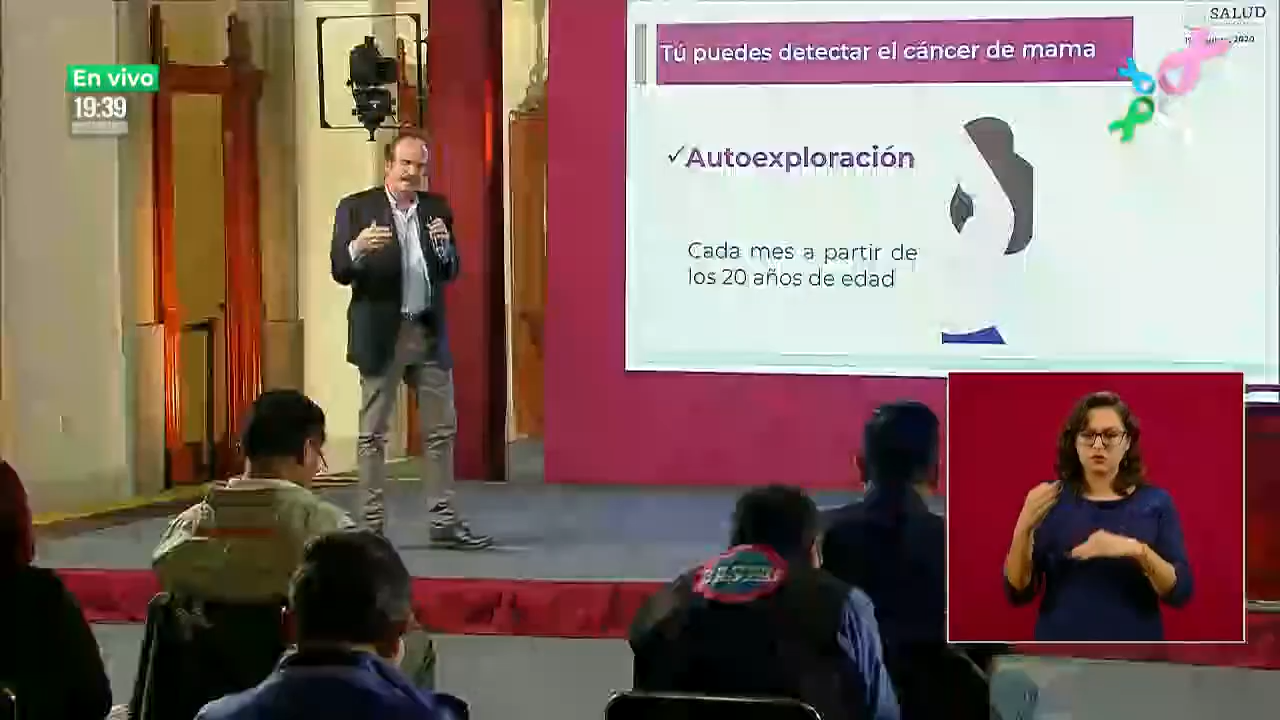 En vivo
19:39
SALUD
2020
Tú puedes detectar el cáncer de mama
✓Autoexploración
Cada mes a partir de
los 20 años de edad